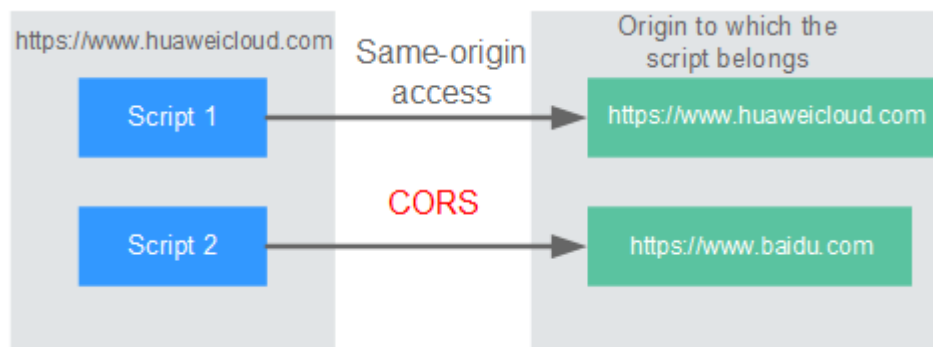 https://www.huaweicloud.com
Same-origin
access
Origin to which the
script belongs
Script 1
https://www.huaweicloud.com
CORS
Script 2
https://www.baidu.com